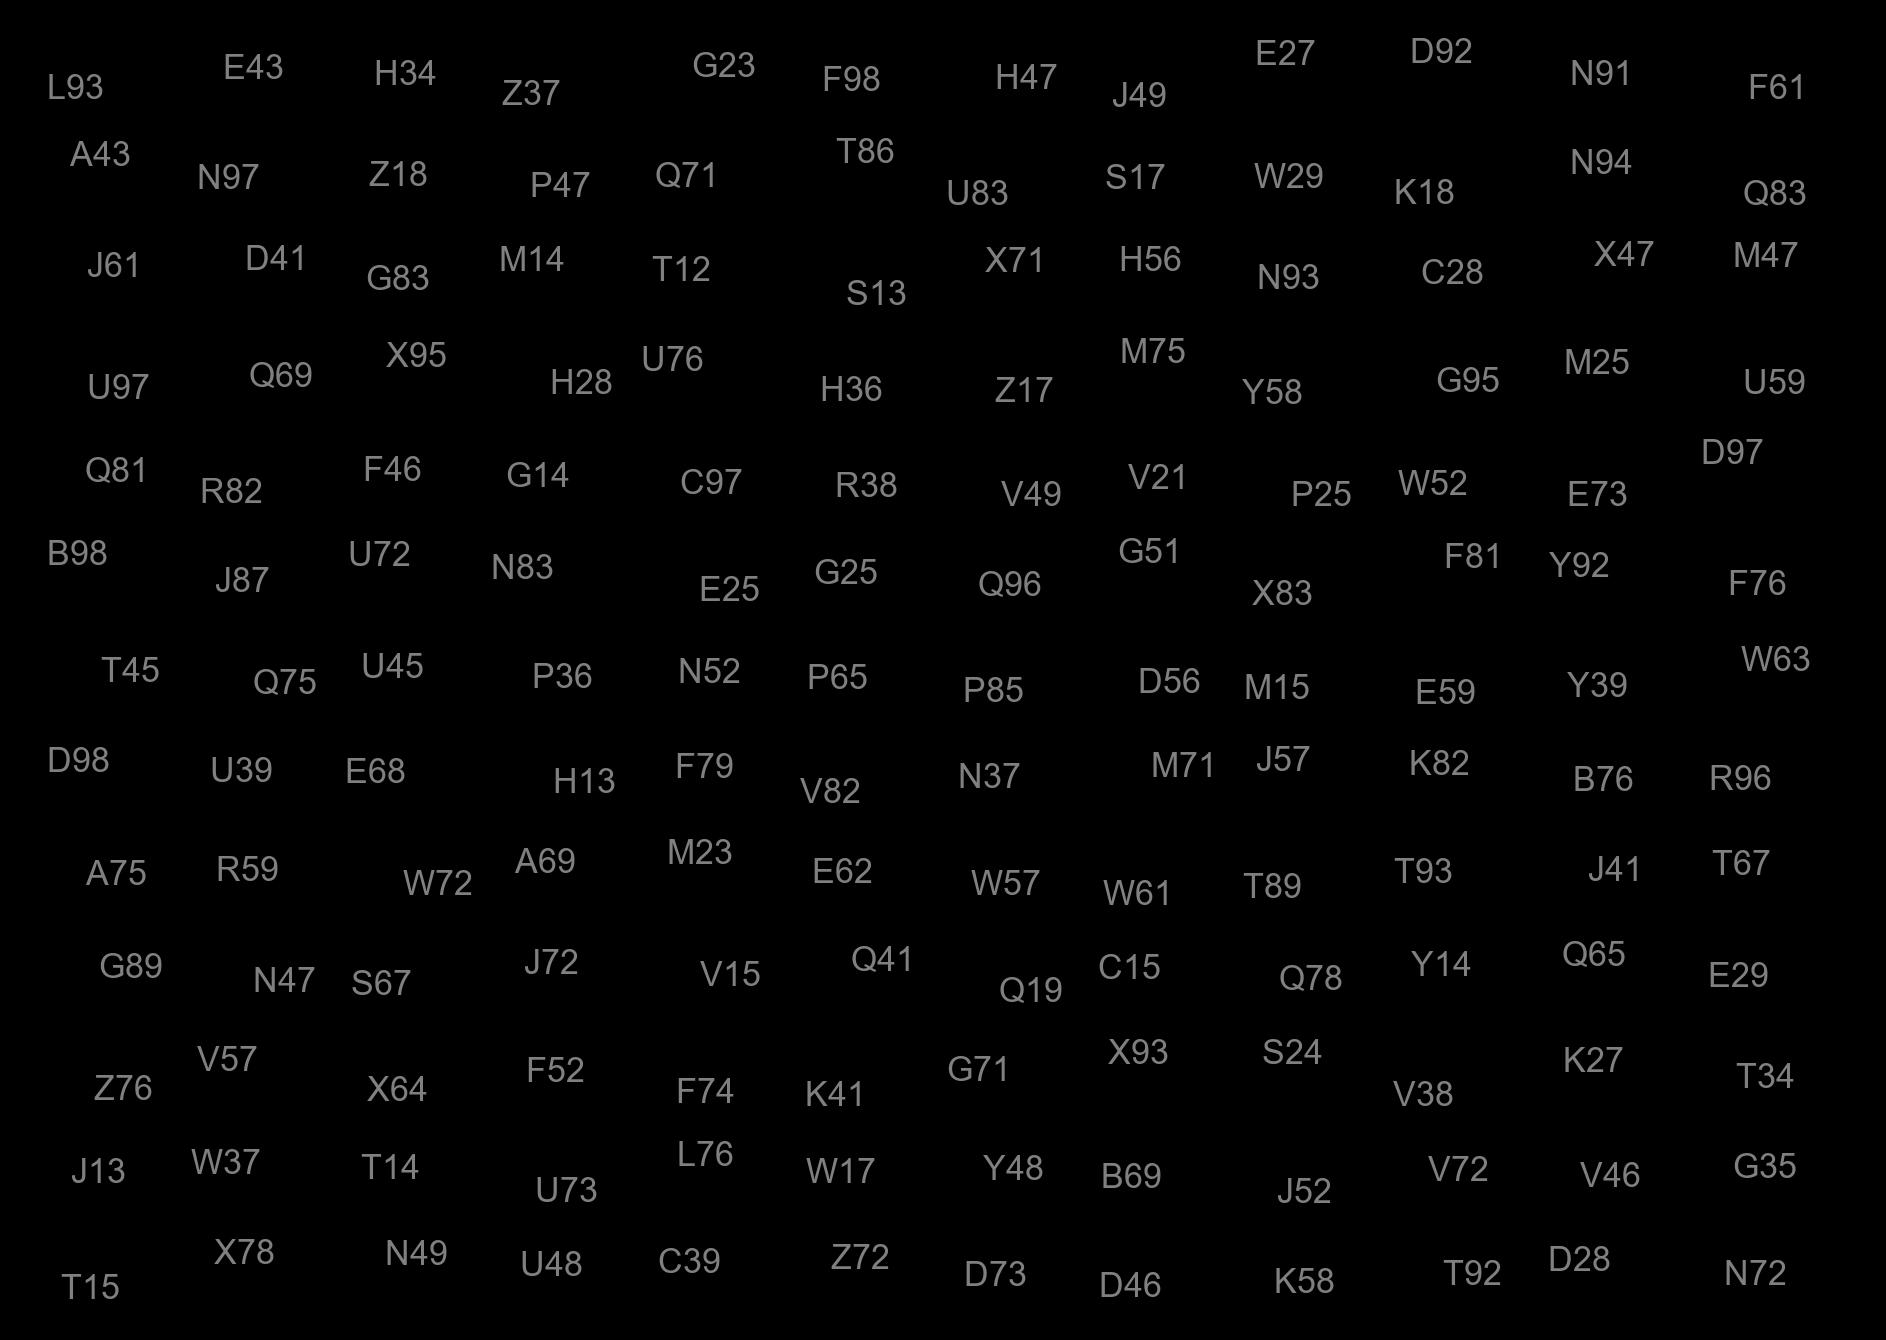 L93 E43 H34 Z37 G23 F98 H47 J49 E27 D92 N91 F61
A43 N97 Z18 P47 Q71 T86 U83 S17 W29 K18 N94 Q83
J61 D41 G83 M14 T12 S13 X71 H56 N93 C28 X47 M47
U97 Q69 X95 H28 U76 H36 Z17 M75 Y58 G95 M25 U59
Q81 R82 F46 G14 C97 R38 V49 V21 P25 W52 E73 D97
B98 J87 U72 N83 E25 G25 Q96 G51 X83 F81 Y92 F76
T45 Q75 U45 P36 N52 P65 P85 D56 M15 E59 Y39 W63
D98 U39 E68 H13 F79 V82 N37 M71 J57 K82 B76 R96
A75 R59 W72 A69 M23 E62 W57 W61 T89 T93 J41 T67
G89 N47 S67 J72 V15 Q41 Q19 C15 Q78 Y14 Q65 E29
Z76 V57 X64 F52 F74 K41 G71 X93 S24 V38 K27 T34
J13 W37 T14 U73 L76 W17 Y48 B69 J52 V72 V46 G35
T15 X78 N49 U48 C39 Z72 D73 D46 K58 T92 D28 N72